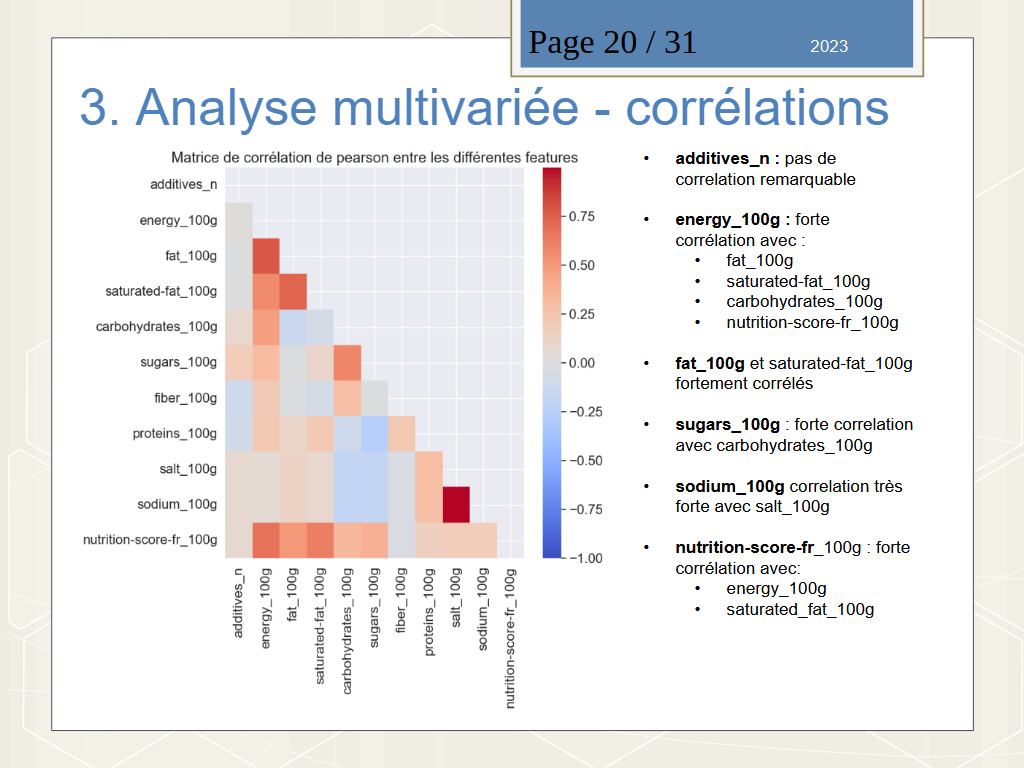 Page 20 / 31
2023
3. Analyse multivariée - corrélations
Matrice de corrélation de pearson entre les différentes features
additives_n
energy_100g
fat_100g
saturated-fat_100g
carbohydrates_100g
sugars_100g
fiber_100g
proteins_100g
salt_100g
sodium_100g
nutrition-score-fr_100g
additives_n
energy_100g
fat_100g
saturated-fat_100g
carbohydrates_100g
sugars_100g
fiber_100g
proteins_100g
salt_100g
sodium_100g
nutrition-score-fr_100g
0.75
0.50
0.25
0.00
−0.25
−0.50
−0.75
−1.00
• additives_n : pas de
correlation remarquable
• energy_100g : forte
corrélation avec :
• fat_100g
• saturated-fat_100g
• carbohydrates_100g
• nutrition-score-fr_100g
• fat_100g et saturated-fat_100g
fortement corrélés
• sugars_100g : forte correlation
avec carbohydrates_100g
• sodium_100g correlation très
forte avec salt_100g
• nutrition-score-fr_100g : forte
corrélation avec:
• energy_100g
• saturated_fat_100g